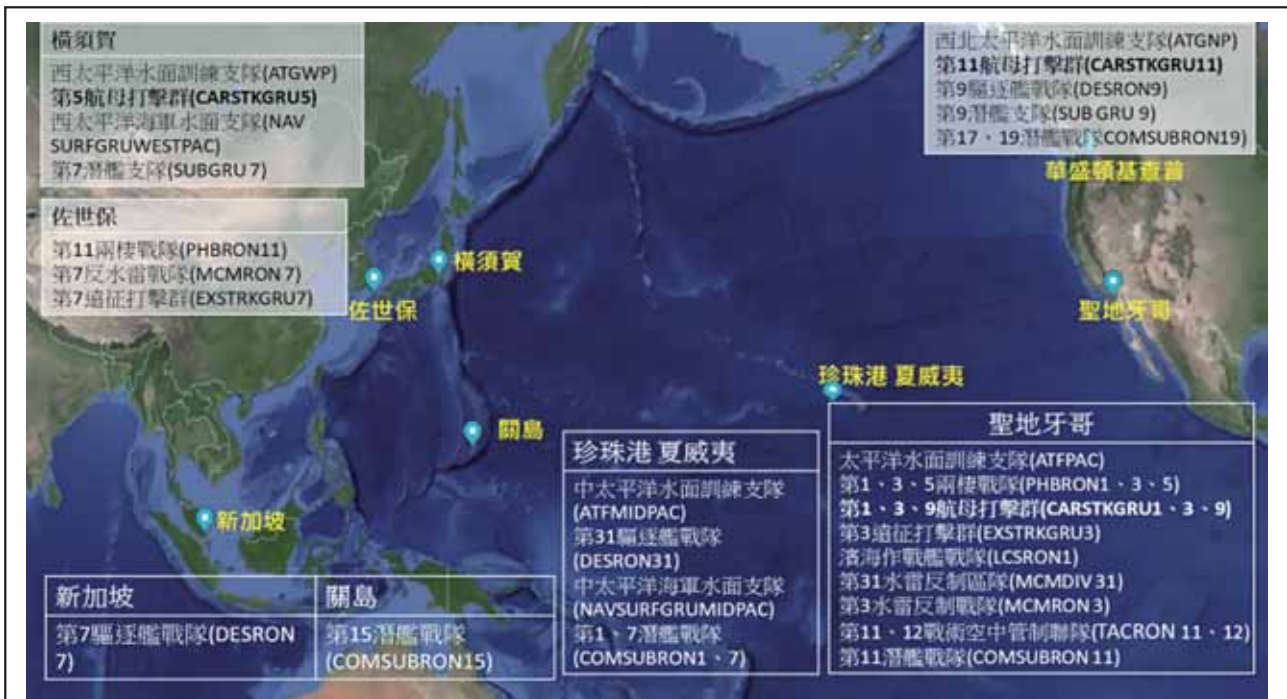 橫須賀
西太平洋水面訓練支隊(ATGWP)
第5航母打擊群(CARSTKGRU5)
西太平洋海軍水面支隊(NAV
SURFGRUWESTPAC)
第7潛艦支隊(SUBGRU 7)
佐世保
第11兩棲戰隊(PHBRON11)
第7反水雷戰隊(MCMRON 7)
第7遠征打擊群(EXSTRKGRU7)
西北太平洋水面訓練支隊(ATGNP)
第11航母打擊群(CARSTKGRU11)
第9驅逐艦戰隊(DESRON9)
第9潛艦支隊(SUB GRU 9)
第17、19潛艦戰隊COMSUBRON19)
華盛頓基查普
橫須賀
佐世保
聖地牙哥
珍珠港 夏威夷
關島
新加坡
新加坡
第7驅逐艦戰隊(DESRON
7)
關島
第15潛艦戰隊
(COMSUBRON15)
珍珠港 夏威夷
中太平洋水面訓練支隊
(ATFMIDPAC)
第31驅逐艦戰隊
(DESRON31)
中太平洋海軍水面支隊
(NAVSURFGRUMIDPAC)
第1、7潛艦戰隊
(COMSUBRON1、7)
聖地牙哥
太平洋水面訓練支隊(ATFPAC)
第1、3、5兩棲戰隊(PHBRON1、3、5)
第1、3、9航母打擊群(CARSTKGRU1、3、9)
第3遠征打擊群(EXSTRKGRU3)
濱海作戰艦戰隊(LCSRON1)
第31水雷反制區隊(MCMDIV 31)
第3水雷反制戰隊(MCMRON 3)
第11、12戰術空中管制聯隊(TACRON 11、12)
第11潛艦戰隊(COMSUBRON 11)